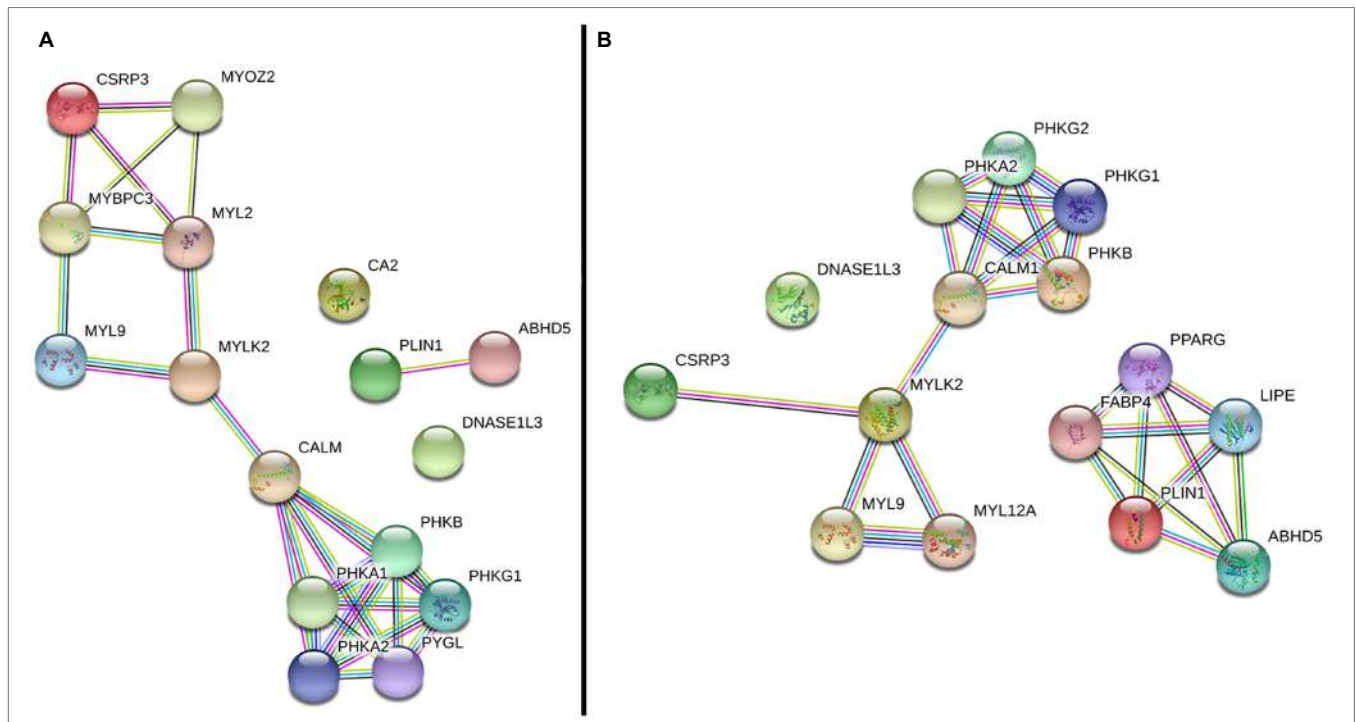 A
CSRP3
MYOZ2
MYBPC3
MYL2
CA2
MYL9
MYLK2
PLIN1
ABHD5
DNASE1L3
CALM
PHKB
PHKA1
PHKG1
PHKA2
PYGL
B
PHKG2
PHKA2
PHKG1
PHKB
CALM1
DNASE1L3
CSRP3
MYLK2
PPARG
FABP4
LIPE
MYL9
MYL12A
PLIN1
ABHD5